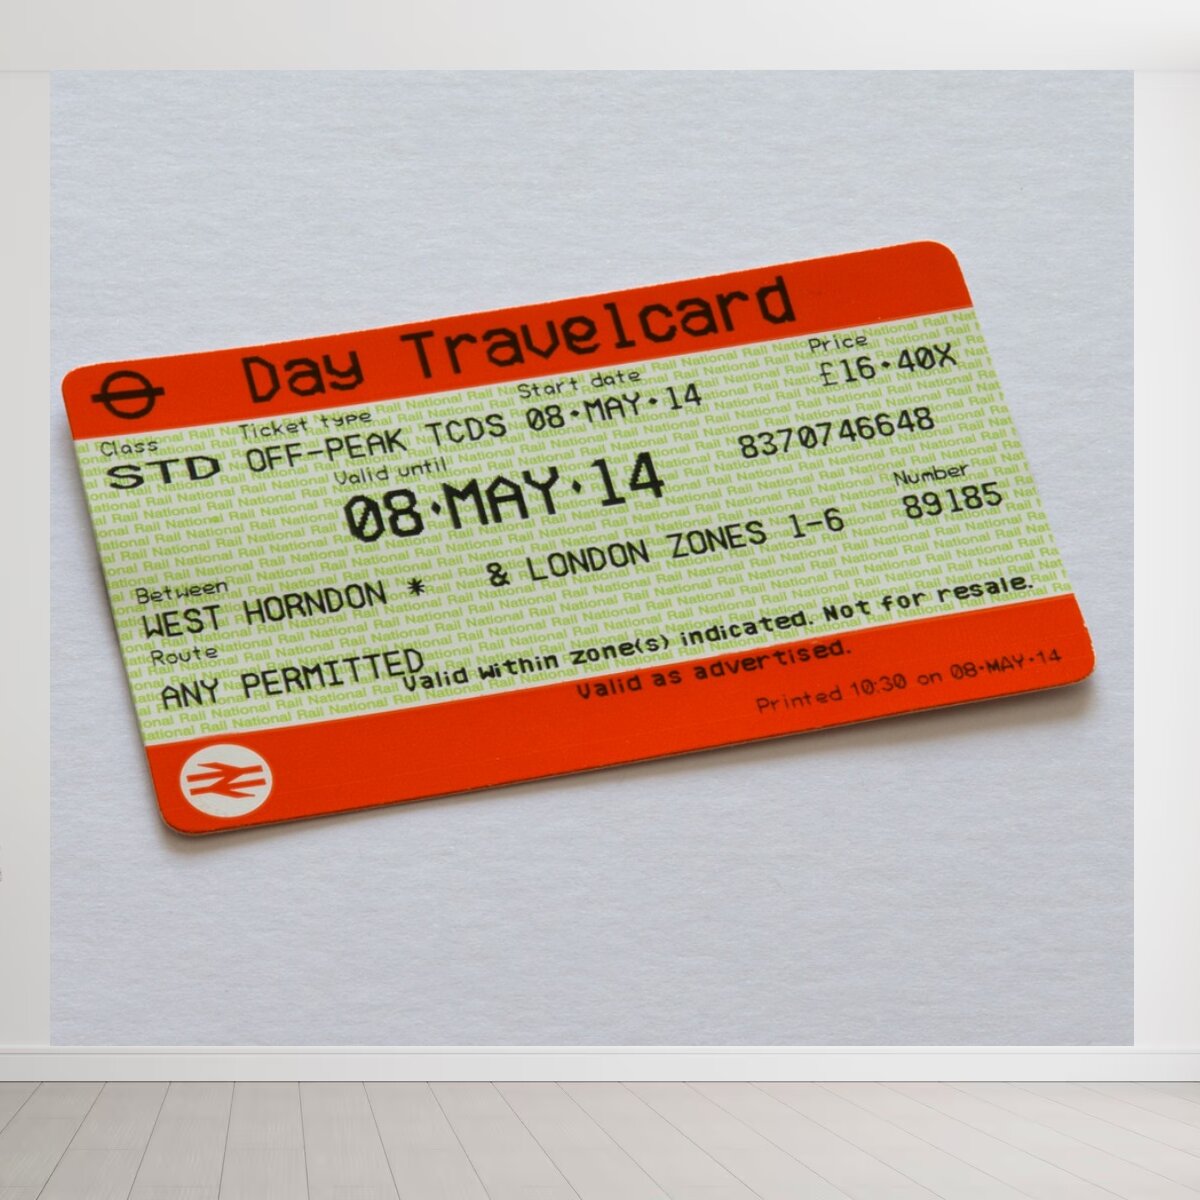 Day Travelcard
Class Ticket type Start date Price
STD OFF-PEAK TCDS 08·MAY·14 £16·40X
Valid until
08·MAY·14 8370746648
Number
89185
Between
WEST HORNDON * & LONDON ZONES 1-6
Route
ANY PERMITTED Valid within zone(s) indicated. Not for resale.
Valid as advertised.
Printed 10:30 on 08·MAY·14